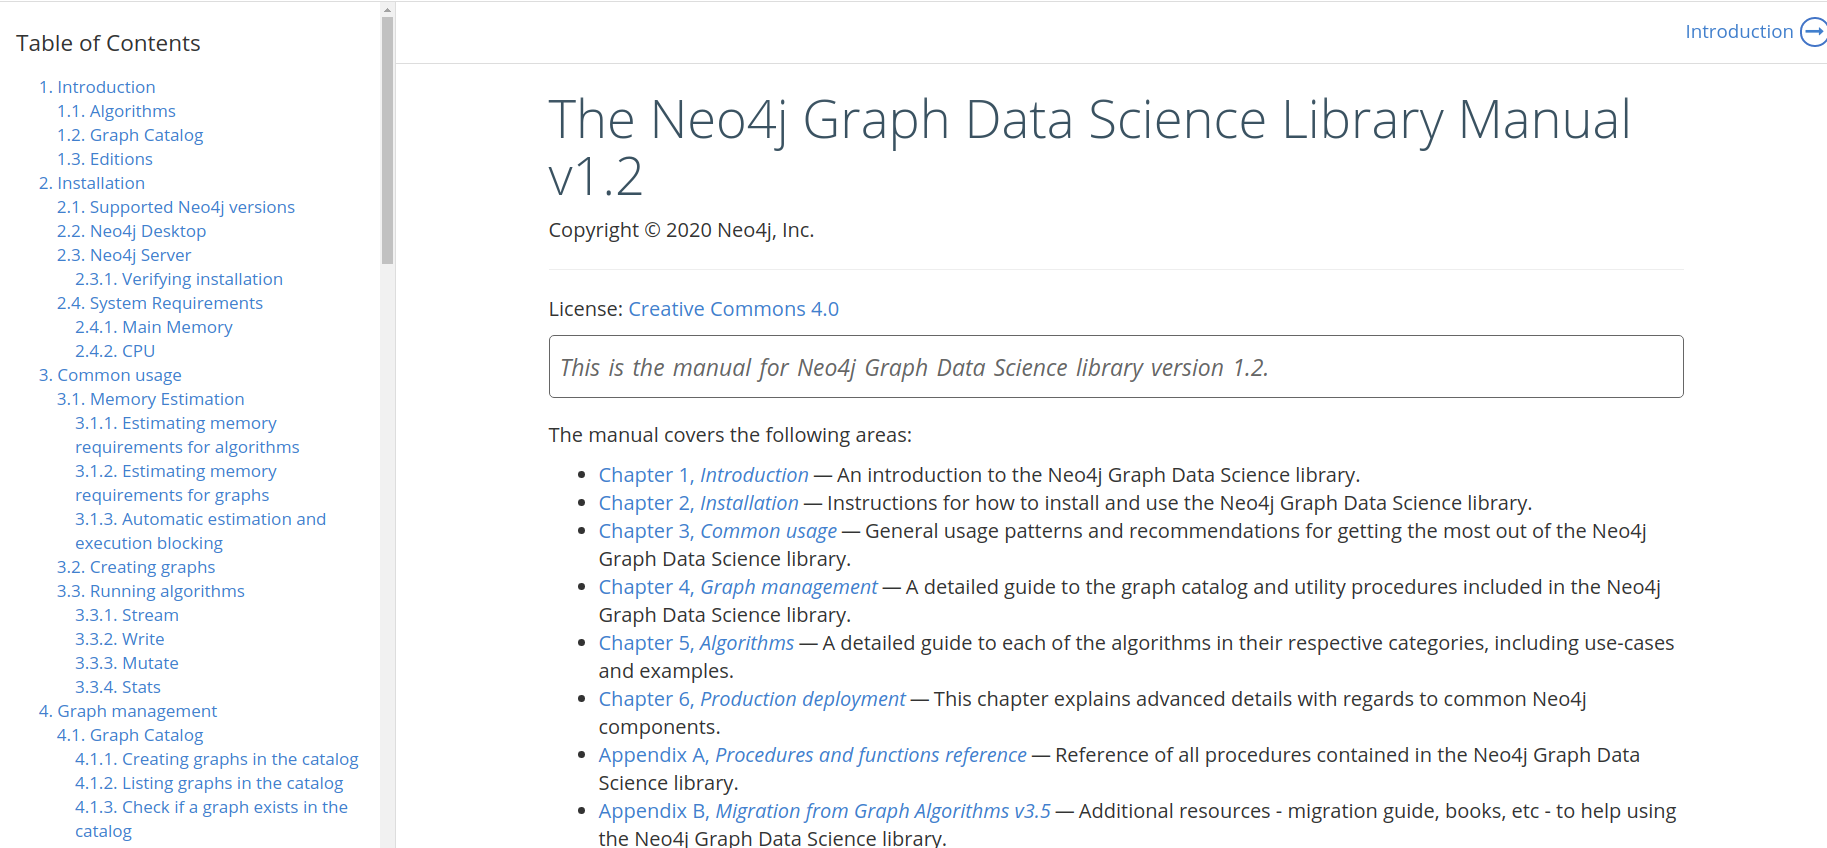 Table of Contents
1. Introduction
1.1. Algorithms
1.2. Graph Catalog
1.3. Editions
2. Installation
2.1. Supported Neo4j versions
2.2. Neo4j Desktop
2.3. Neo4j Server
2.3.1. Verifying installation
2.4. System Requirements
2.4.1. Main Memory
2.4.2. CPU
3. Common usage
3.1. Memory Estimation
3.1.1. Estimating memory
requirements for algorithms
3.1.2. Estimating memory
requirements for graphs
3.1.3. Automatic estimation and
execution blocking
3.2. Creating graphs
3.3. Running algorithms
3.3.1. Stream
3.3.2. Write
3.3.3. Mutate
3.3.4. Stats
4. Graph management
4.1. Graph Catalog
4.1.1. Creating graphs in the catalog
4.1.2. Listing graphs in the catalog
4.1.3. Check if a graph exists in the
catalog
Introduction
The Neo4j Graph Data Science Library Manual
v1.2
Copyright © 2020 Neo4j, Inc.
License: Creative Commons 4.0
This is the manual for Neo4j Graph Data Science library version 1.2.
The manual covers the following areas:
• Chapter 1, Introduction — An introduction to the Neo4j Graph Data Science library.
• Chapter 2, Installation — Instructions for how to install and use the Neo4j Graph Data Science library.
• Chapter 3, Common usage — General usage patterns and recommendations for getting the most out of the Neo4j
Graph Data Science library.
• Chapter 4, Graph management — A detailed guide to the graph catalog and utility procedures included in the Neo4j
Graph Data Science library.
• Chapter 5, Algorithms — A detailed guide to each of the algorithms in their respective categories, including use-cases
and examples.
• Chapter 6, Production deployment — This chapter explains advanced details with regards to common Neo4j
components.
• Appendix A, Procedures and functions reference — Reference of all procedures contained in the Neo4j Graph Data
Science library.
• Appendix B, Migration from Graph Algorithms v3.5 — Additional resources - migration guide, books, etc - to help using
the Neo4j Graph Data Science library.